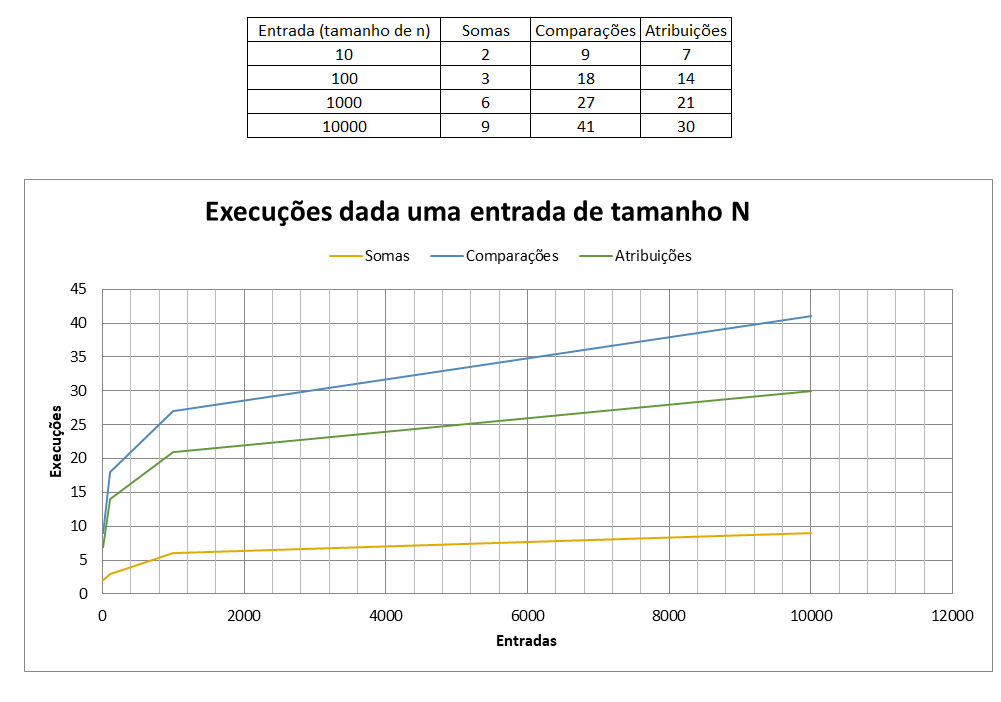 Entrada (tamanho de n) Somas Comparações Atribuições
10 2 9 7
100 3 18 14
1000 6 27 21
10000 9 41 30
Execuções dada uma entrada de tamanho N
Somas Comparações Atribuições
45
40
35
30
25
20
15
10
5
0
Execuções
0 2000 4000 6000 8000 10000 12000
Entradas